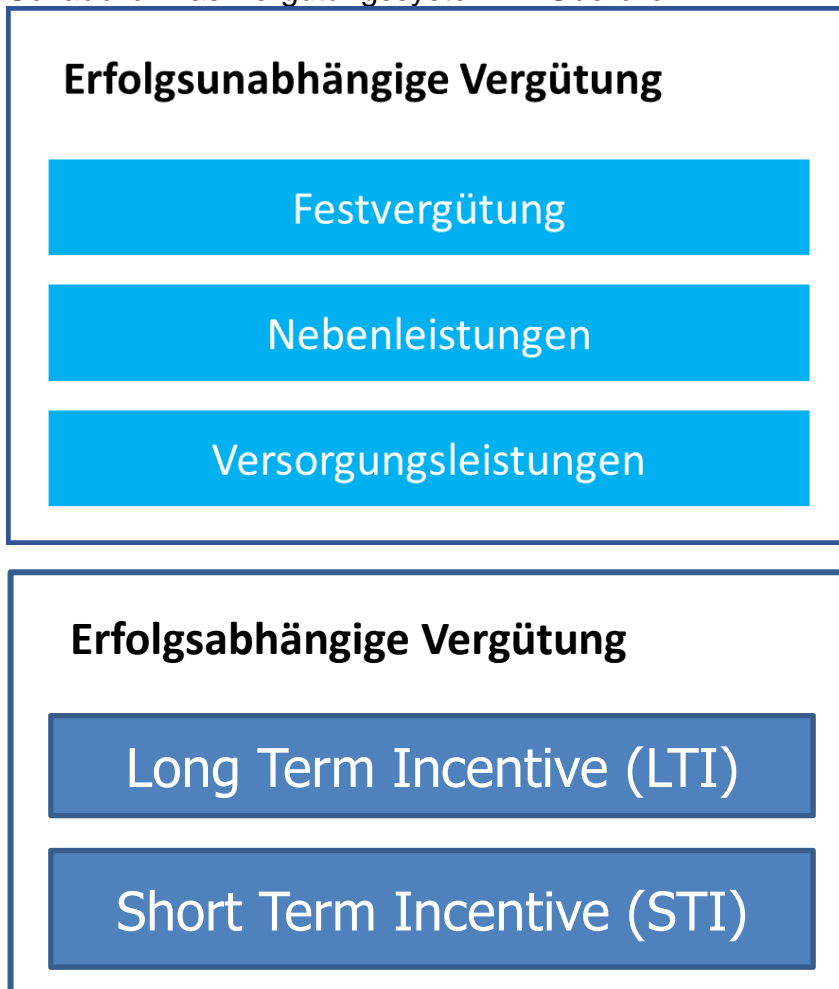 Erfolgsunabhängige Vergütung
Festvergütung
Nebenleistungen
Versorgungsleistungen
Erfolgsabhängige Vergütung
Long Term Incentive (LTI)
Short Term Incentive (STI)